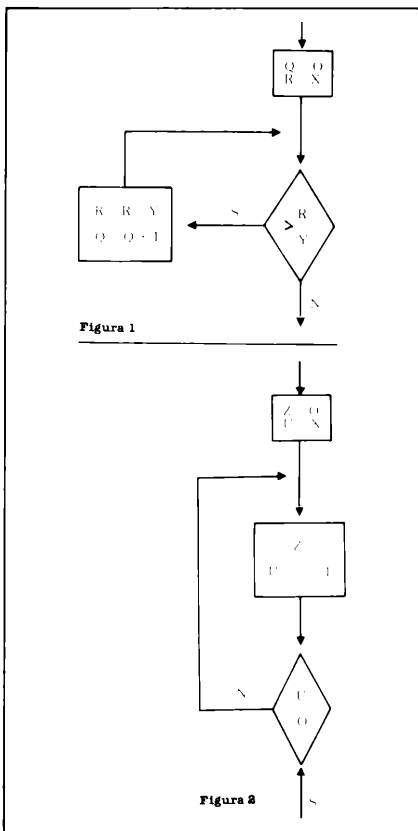 Q O
R X
S
R R Y
Q Q · 1
> R
Y
N
Figura 1
Z O
U X
Z
U 1
N
U
O
S
Figura 2